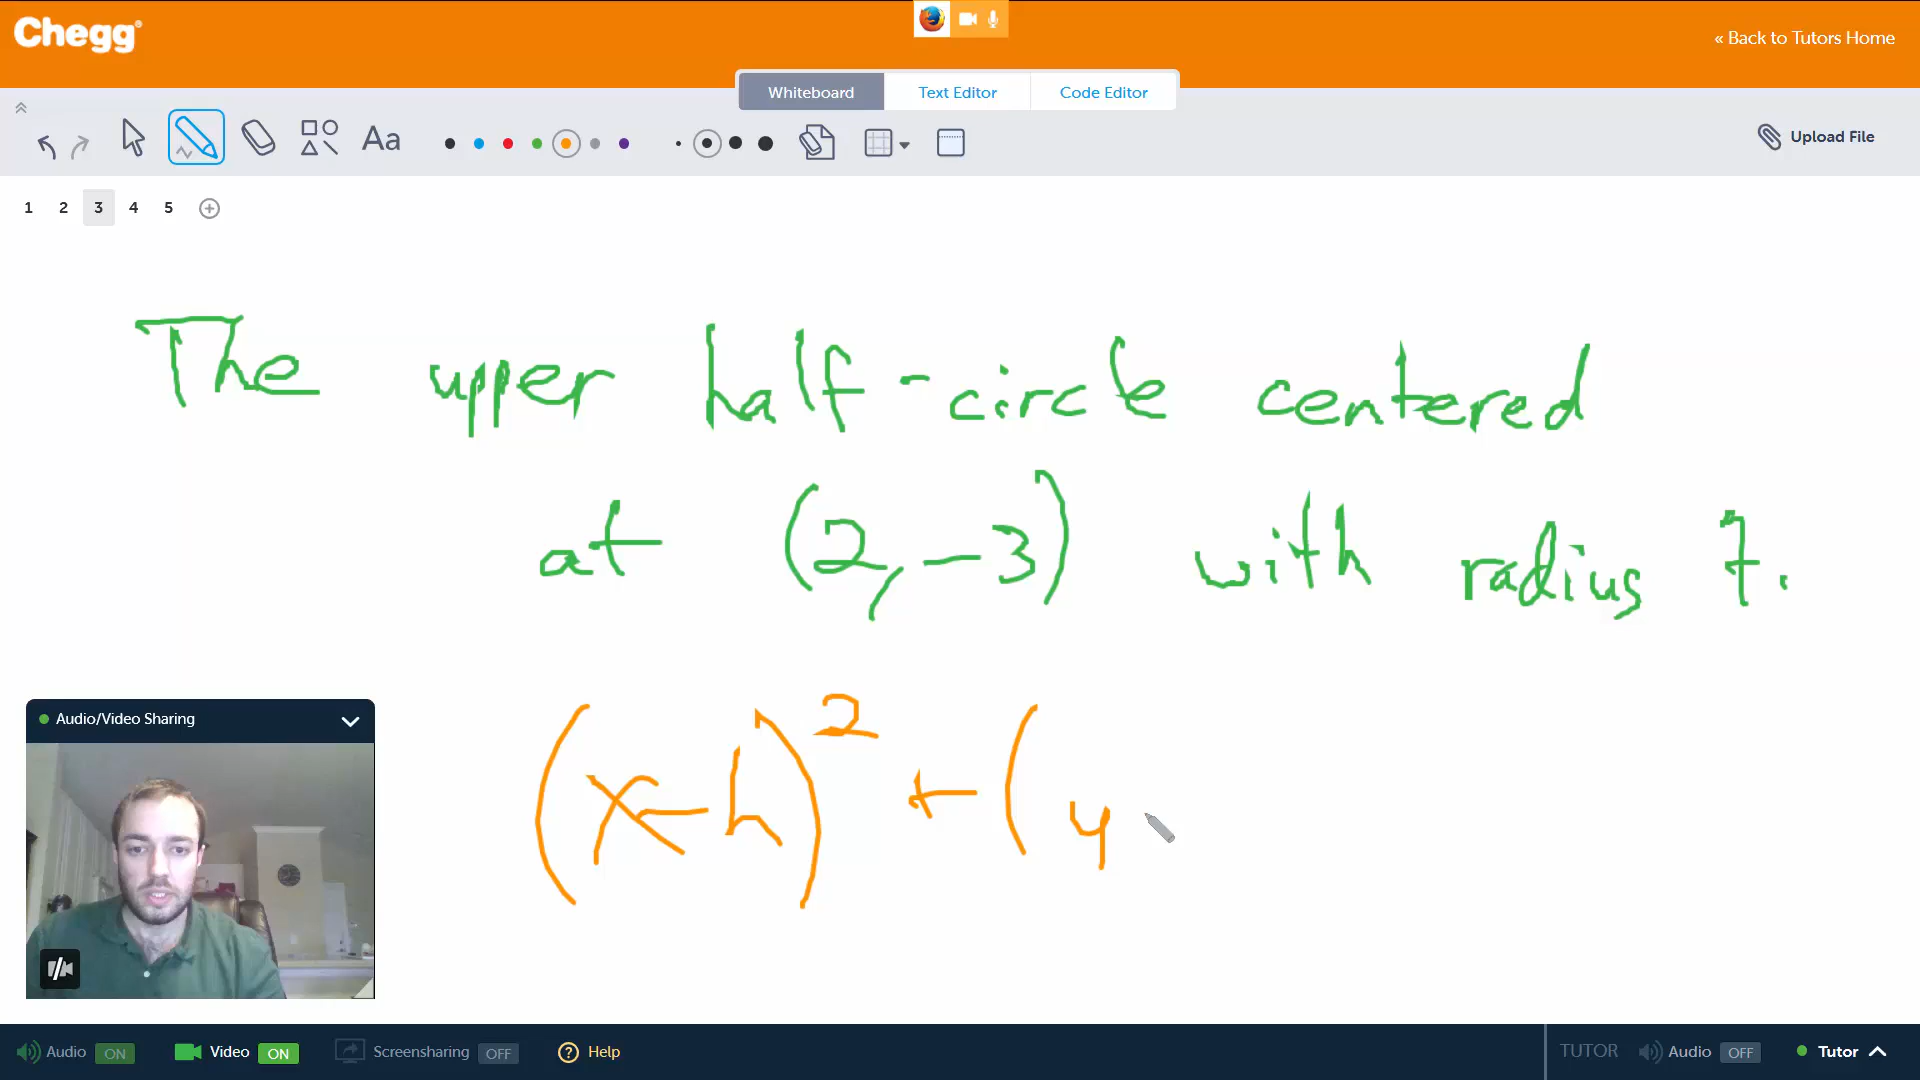 Chegg
« Back to Tutors Home
Whiteboard Text Editor Code Editor
Aa
Upload File
1 2 3 4 5
The upper half-circle centered
at (2, -3) with radius 7.
(x-h)² + (y
Audio/Video Sharing
Audio ON Video ON Screensharing OFF ? Help TUTOR Audio OFF Tutor